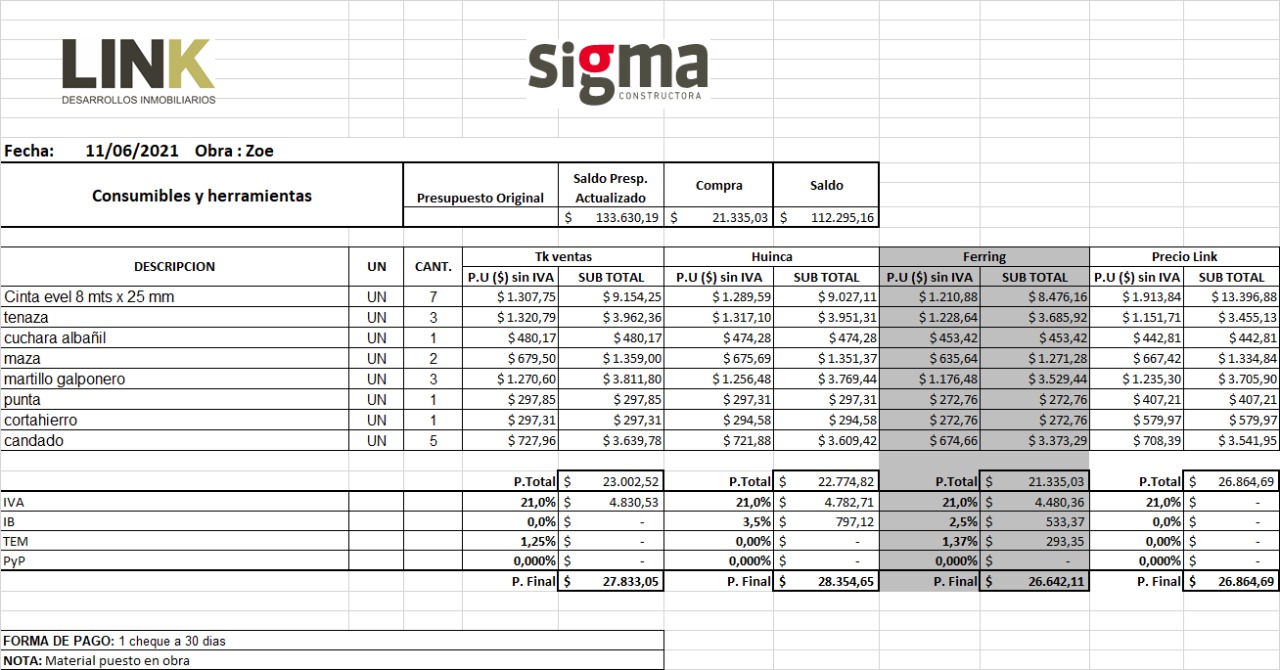 LINK
DESARROLLOS INMOBILIARIOS
sigma
CONSTRUCTORA
Fecha: 11/06/2021 Obra : Zoe
Consumibles y herramientas
Presupuesto Original
Saldo Presp. Actualizado
Compra
Saldo
$ 133.630,19 $ 21.335,03 $ 112.295,16
DESCRIPCION UN CANT. Tk ventas Huinca Ferring Precio Link
P.U ($) sin IVA SUB TOTAL P.U ($) sin IVA SUB TOTAL P.U ($) sin IVA SUB TOTAL P.U ($) sin IVA SUB TOTAL
Cinta evel 8 mts x 25 mm UN 7 $ 1.307,75 $ 9.154,25 $ 1.289,59 $ 9.027,11 $ 1.210,88 $ 8.476,16 $ 1.913,84 $ 13.396,88
tenaza UN 3 $ 1.320,79 $ 3.962,36 $ 1.317,10 $ 3.951,31 $ 1.228,64 $ 3.685,92 $ 1.151,71 $ 3.455,13
cuchara albañil UN 1 $ 480,17 $ 480,17 $ 474,28 $ 474,28 $ 453,42 $ 453,42 $ 442,81 $ 442,81
maza UN 2 $ 679,50 $ 1.359,00 $ 675,69 $ 1.351,37 $ 635,64 $ 1.271,28 $ 667,42 $ 1.334,84
martillo galponero UN 3 $ 1.270,60 $ 3.811,80 $ 1.256,48 $ 3.769,44 $ 1.176,48 $ 3.529,44 $ 1.235,30 $ 3.705,90
punta UN 1 $ 297,85 $ 297,85 $ 297,31 $ 297,31 $ 272,76 $ 272,76 $ 407,21 $ 407,21
cortahierro UN 1 $ 297,31 $ 297,31 $ 294,58 $ 294,58 $ 272,76 $ 272,76 $ 579,97 $ 579,97
candado UN 5 $ 727,96 $ 3.639,78 $ 721,88 $ 3.609,42 $ 674,66 $ 3.373,29 $ 708,39 $ 3.541,95
P.Total $ 23.002,52 P.Total $ 22.774,82 P.Total $ 21.335,03 P.Total $ 26.864,69
IVA 21,0% $ 4.830,53 21,0% $ 4.782,71 21,0% $ 4.480,36 21,0% $ -
IB 0,0% $ - 3,5% $ 797,12 2,5% $ 533,37 0,0% $ -
TEM 1,25% $ - 0,00% $ - 1,37% $ 293,35 0,00% $ -
PyP 0,000% $ - 0,000% $ - 0,000% $ - 0,000% $ -
P. Final $ 27.833,05 P. Final $ 28.354,65 P. Final $ 26.642,11 P. Final $ 26.864,69
FORMA DE PAGO: 1 cheque a 30 dias
NOTA: Material puesto en obra